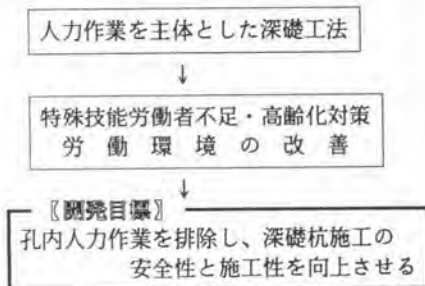 人力作業を主体とした深礎工法
↓
特殊技能労働者不足・高齢化対策
労働環境の改善
↓
〖開発目標〗
孔内人力作業を排除し、深礎杭施工の
安全性と施工性を向上させる